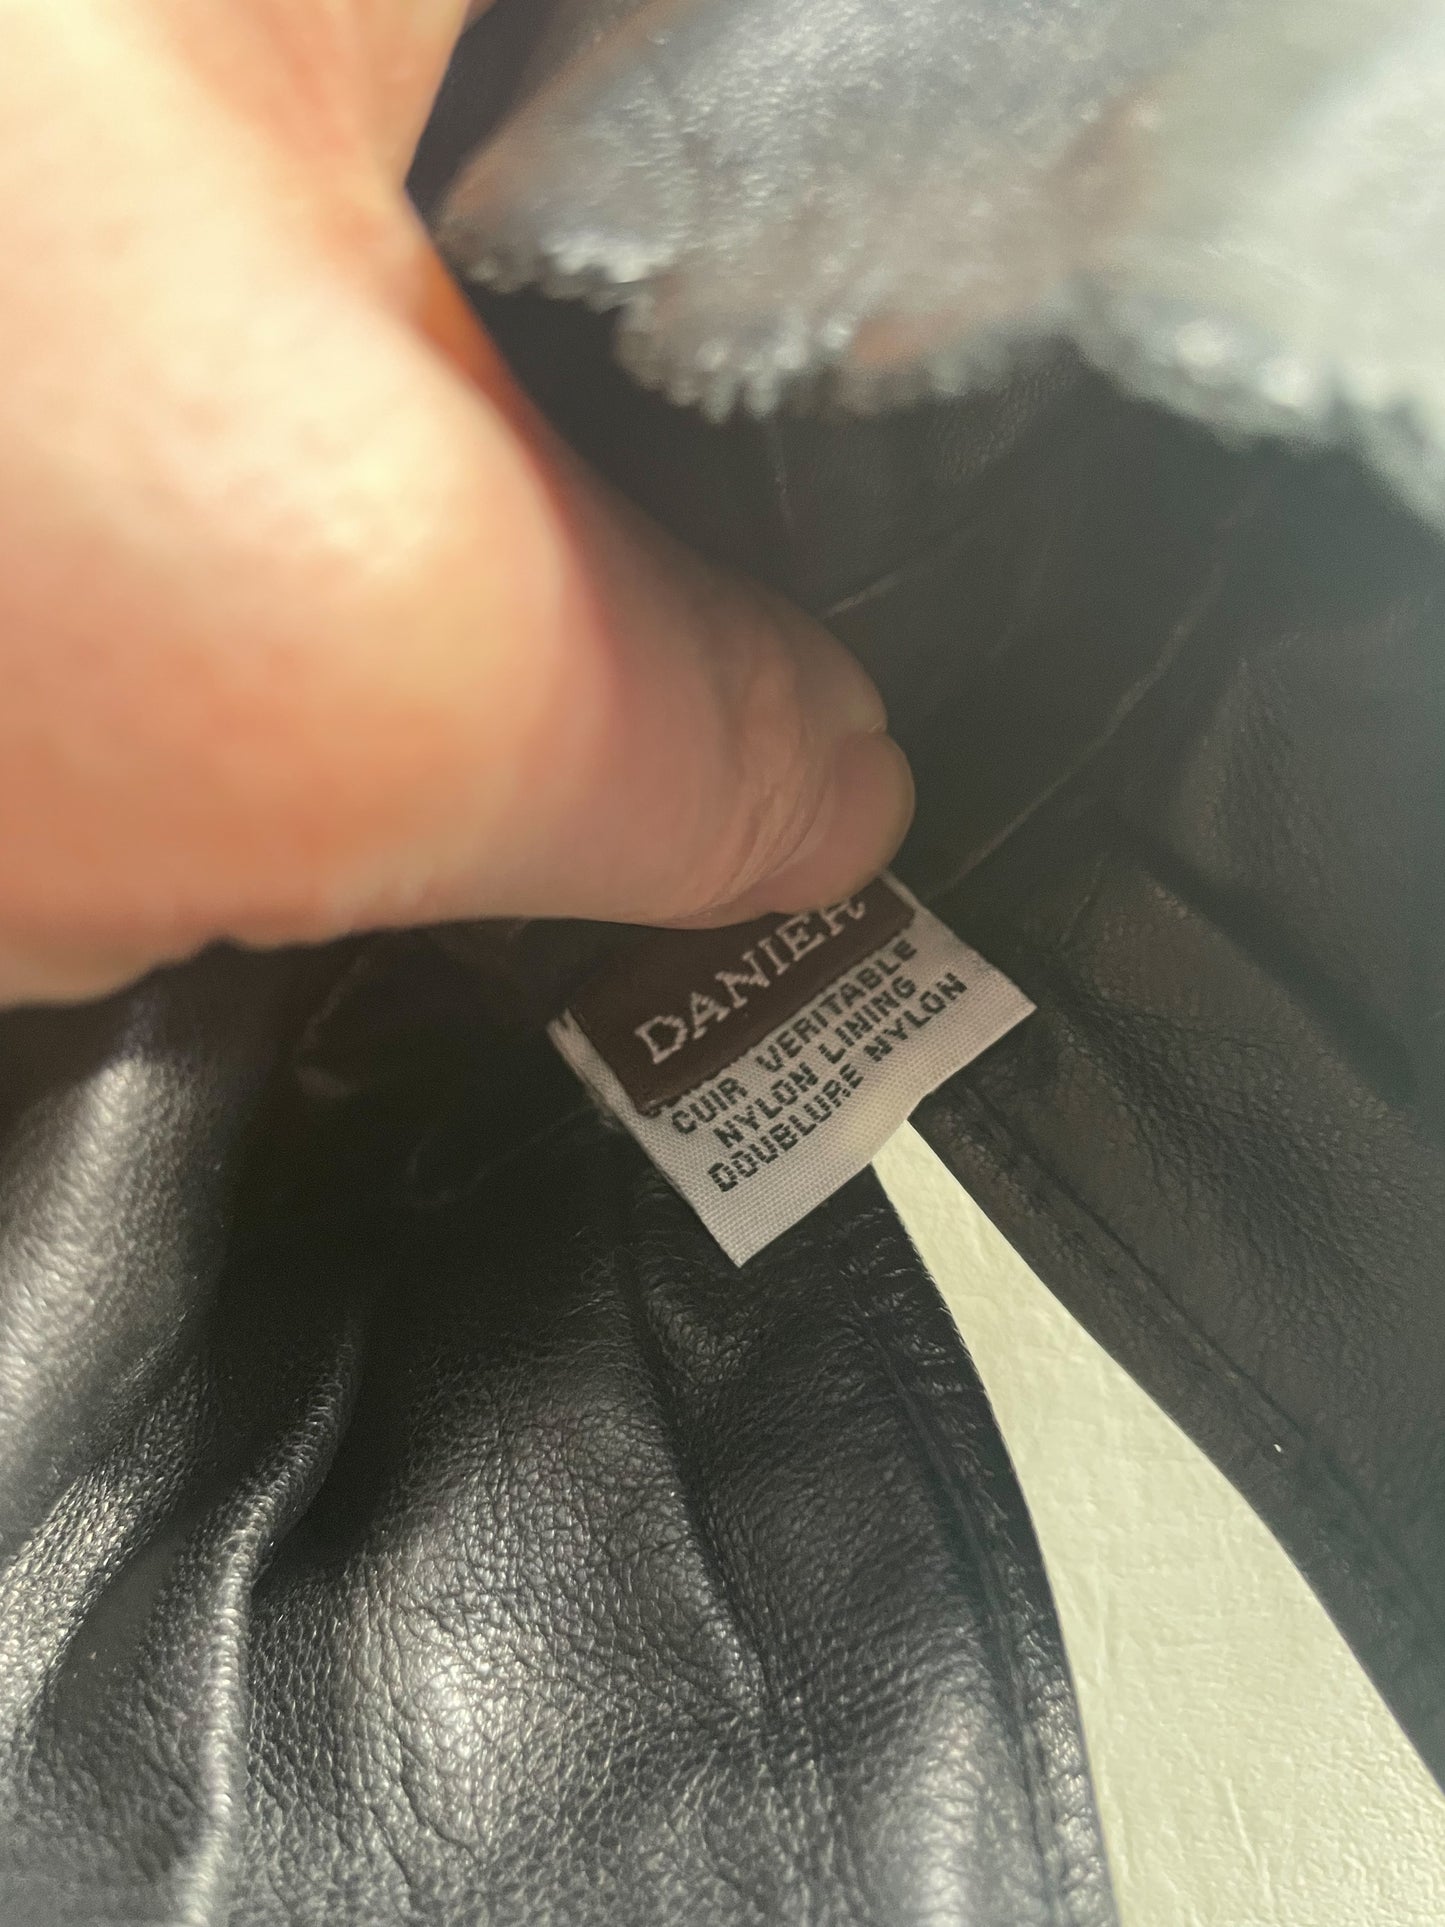 DANIER
CUIR VERITABLE
NYLON LINING
DOUBLURE NYLON